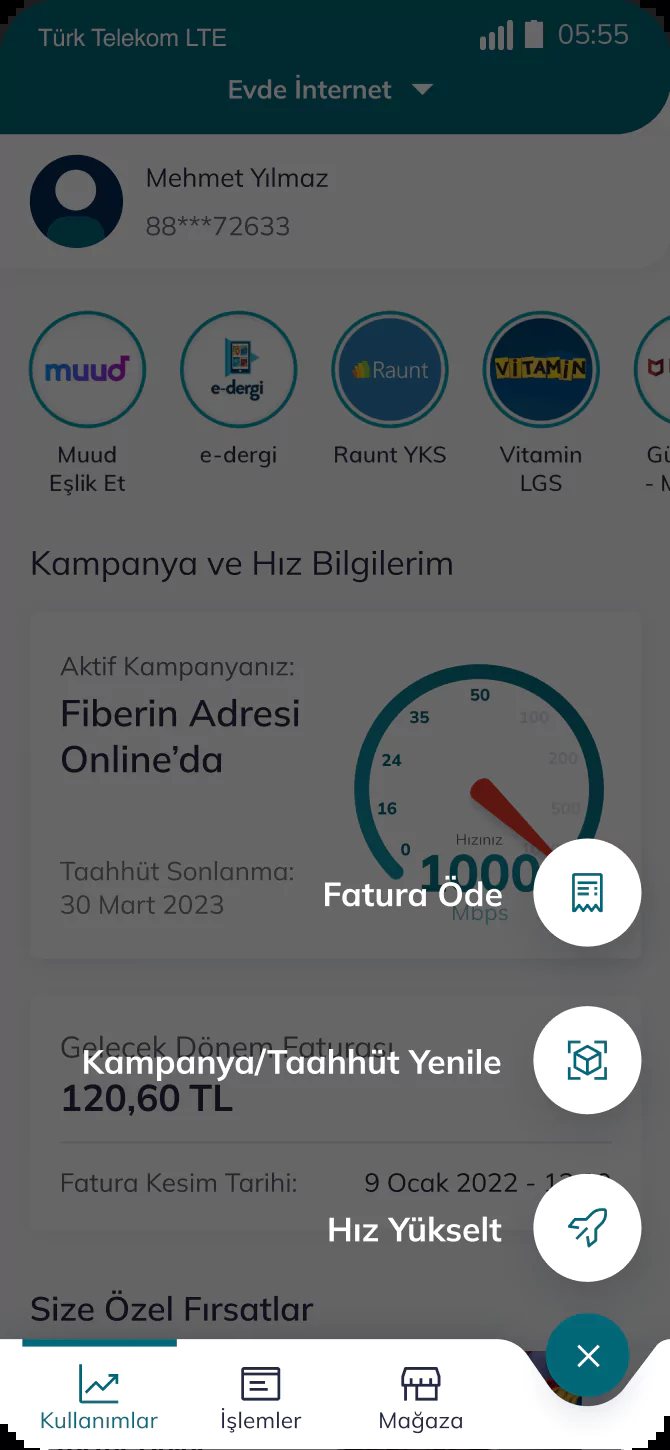 Türk Telekom LTE
05:55
Evde İnternet
Mehmet Yılmaz
88***72633
muud
e-dergi
Raunt
VİTAMİN
Muud
Eşlik Et
e-dergi
Raunt YKS
Vitamin
LGS
Kampanya ve Hız Bilgilerim
Aktif Kampanyanız:
Fiberin Adresi
Online'da
Taahhüt Sonlanma:
30 Mart 2023
50
35
100
24
200
16
500
0
Hızınız
1000
Mbps
Fatura Öde
Gelecek Dönem Faturası
Kampanya/Taahhüt Yenile
120,60 TL
Fatura Kesim Tarihi:
9 Ocak 2022 -
Hız Yükselt
Size Özel Fırsatlar
Kullanımlar
İşlemler
Mağaza